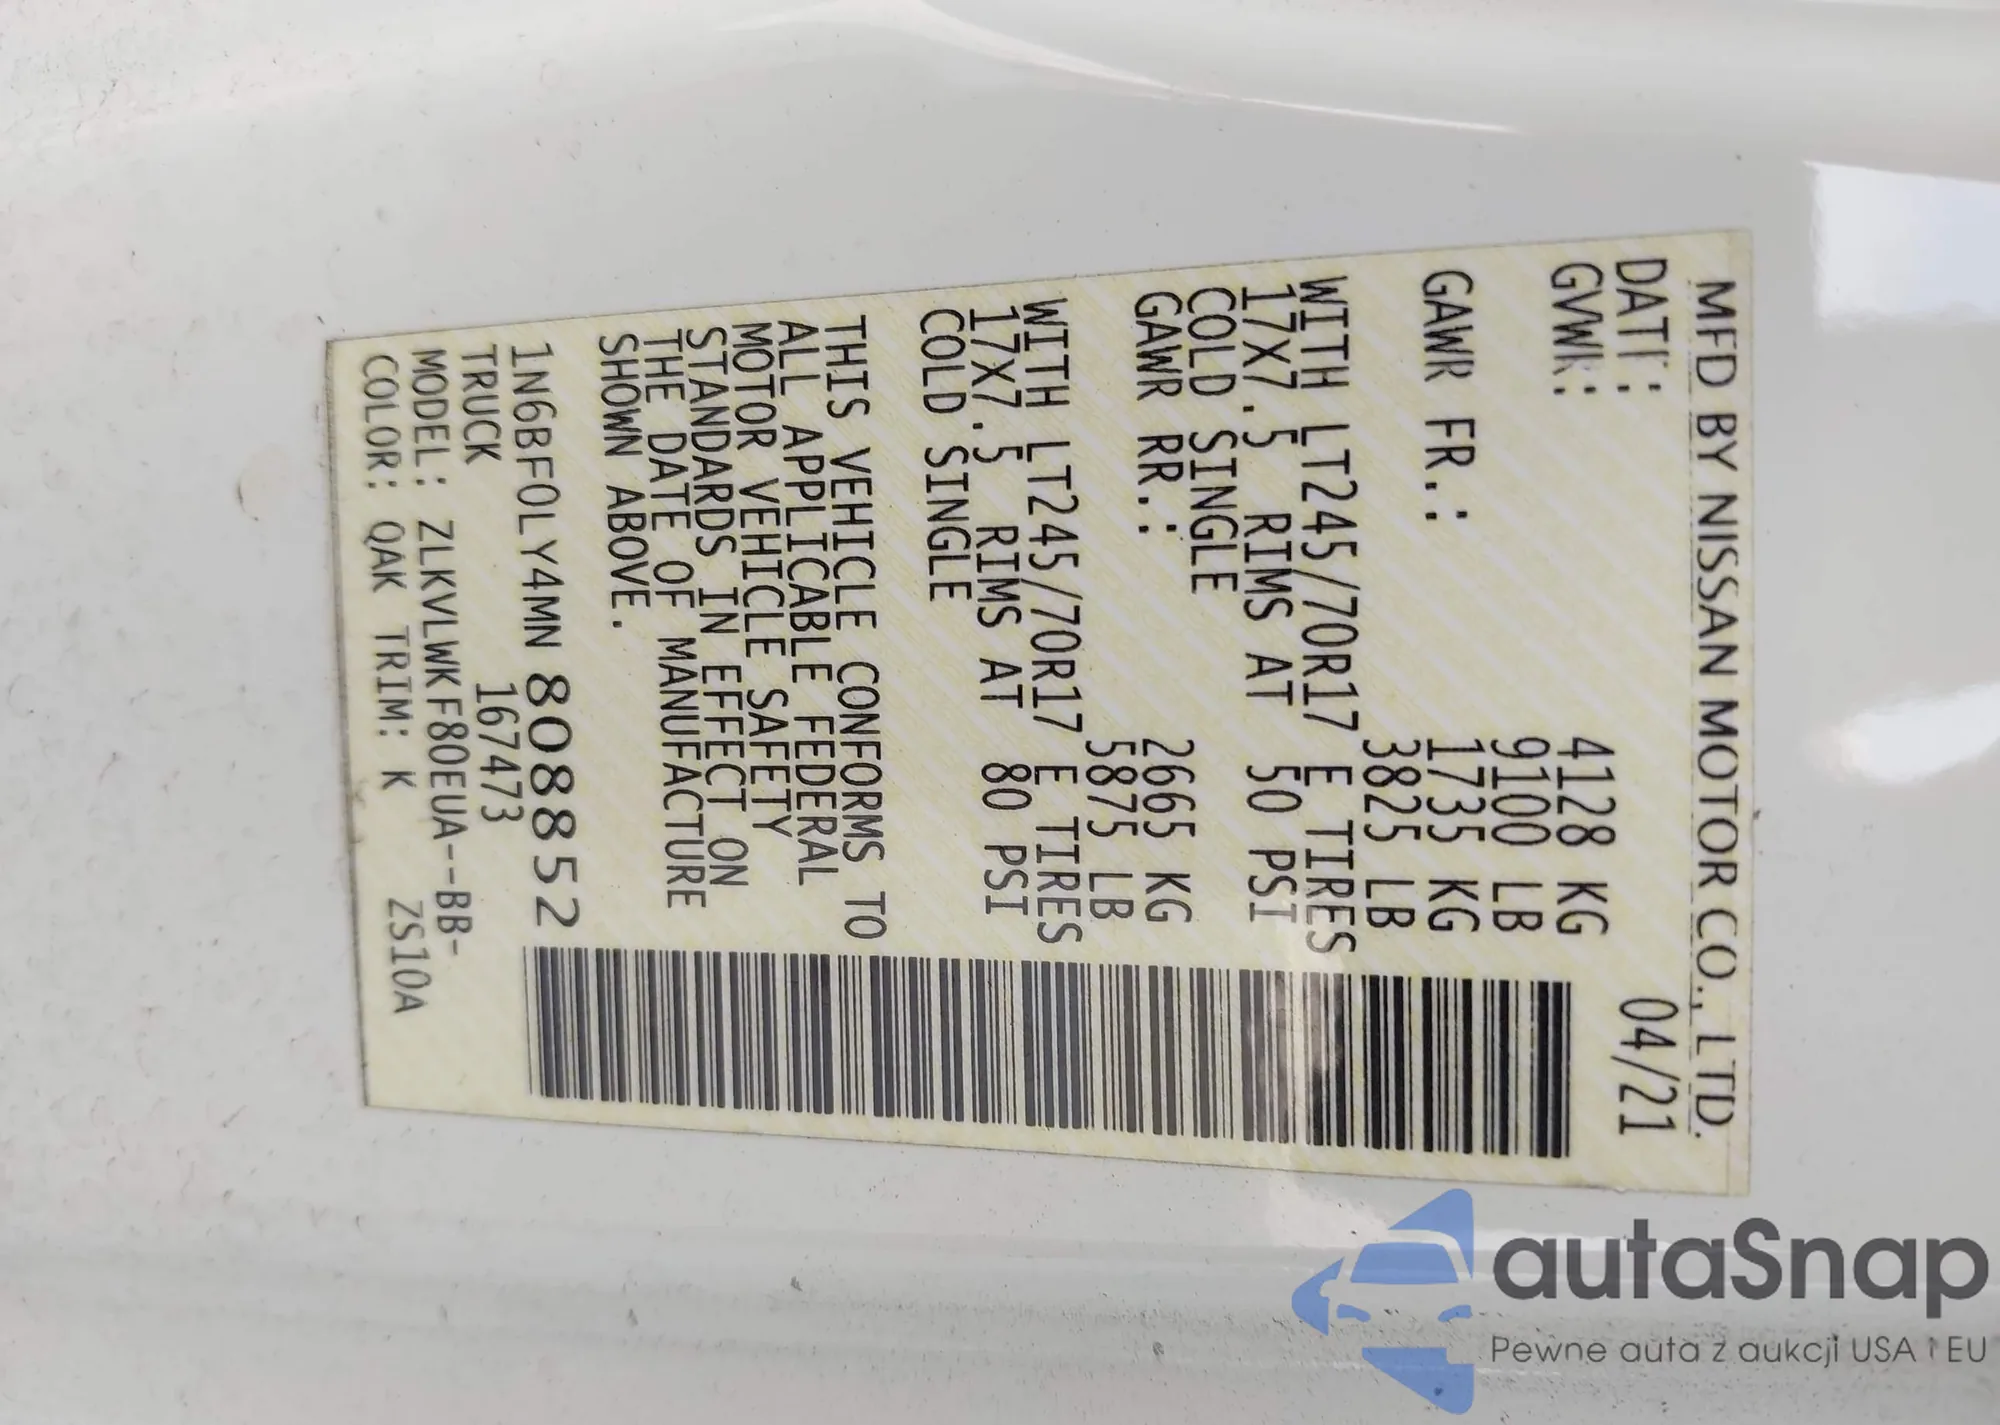 MFD BY NISSAN MOTOR CO., LTD.
DATE: 04/21
GVWR: 4128 KG
9100 LB
GAWR FR.: 1735 KG
3825 LB
WITH LT245/70R17 E TIRES
17X7.5 RIMS AT 50 PSI
COLD SINGLE
GAWR RR.: 2665 KG
5875 LB
WITH LT245/70R17 E TIRES
17X7.5 RIMS AT 80 PSI
COLD SINGLE
THIS VEHICLE CONFORMS TO
ALL APPLICABLE FEDERAL
MOTOR VEHICLE SAFETY
STANDARDS IN EFFECT ON
THE DATE OF MANUFACTURE
SHOWN ABOVE.
1N6BF0LY4MN 808852
TRUCK 167473
MODEL: ZLKVLWKF80EUA--BB-
COLOR: QAK TRIM: K ZS10A
autaSnap
Pewne auta z aukcji USA i EU